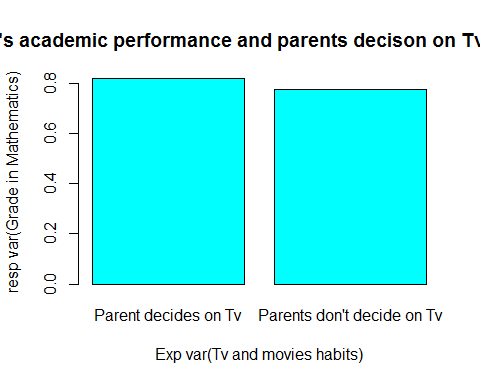 's academic performance and parents decison on Tv
resp var(Grade in Mathematics)
0.8
0.6
0.4
0.2
0.0
Parent decides on Tv
Parents don't decide on Tv
Exp var(Tv and movies habits)